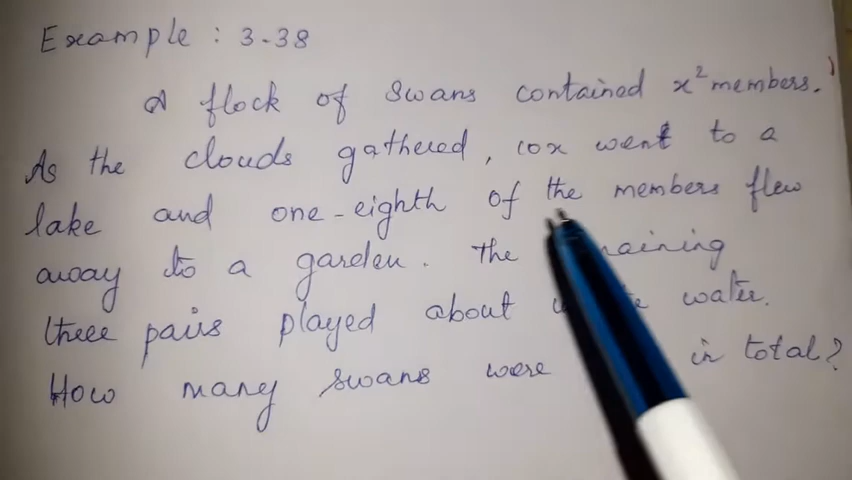 Example : 3.38
A flock of swans contained x² members.
As the clouds gathered, 10x went to a
lake and one-eighth of the members flew
away to a garden. The
three pairs played about water.
How many swans were in total?